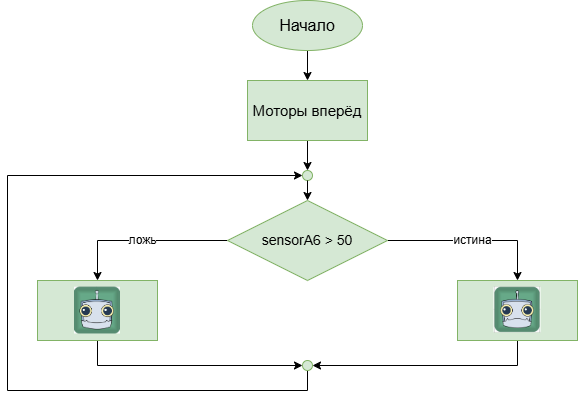 Начало
Моторы вперёд
sensorA6 > 50
ложь
истина